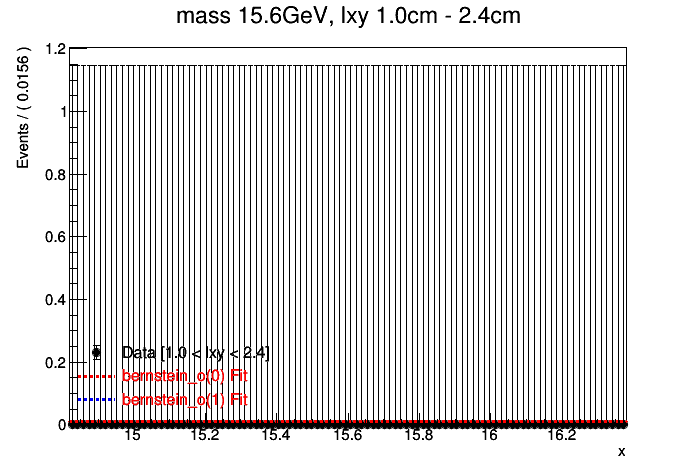 mass 15.6GeV, lxy 1.0cm - 2.4cm
Events / ( 0.0156 )
1.2
1
0.8
0.6
0.4
0.2
0
Data [1.0 < lxy < 2.4]
bernstein_o(0) Fit
bernstein_o(1) Fit
15 15.2 15.4 15.6 15.8 16 16.2
x